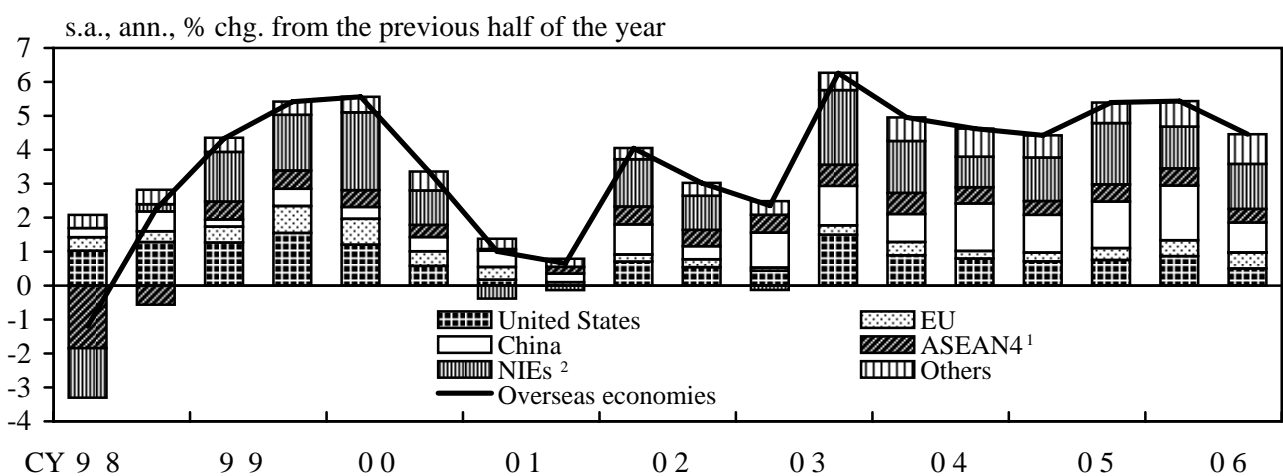 s.a., ann., % chg. from the previous half of the year
7
6
5
4
3
2
1
0
-1
-2
-3
-4
United States
EU
China
ASEAN4 1
NIEs 2
Others
Overseas economies
CY 9 8 9 9 0 0 0 1 0 2 0 3 0 4 0 5 0 6